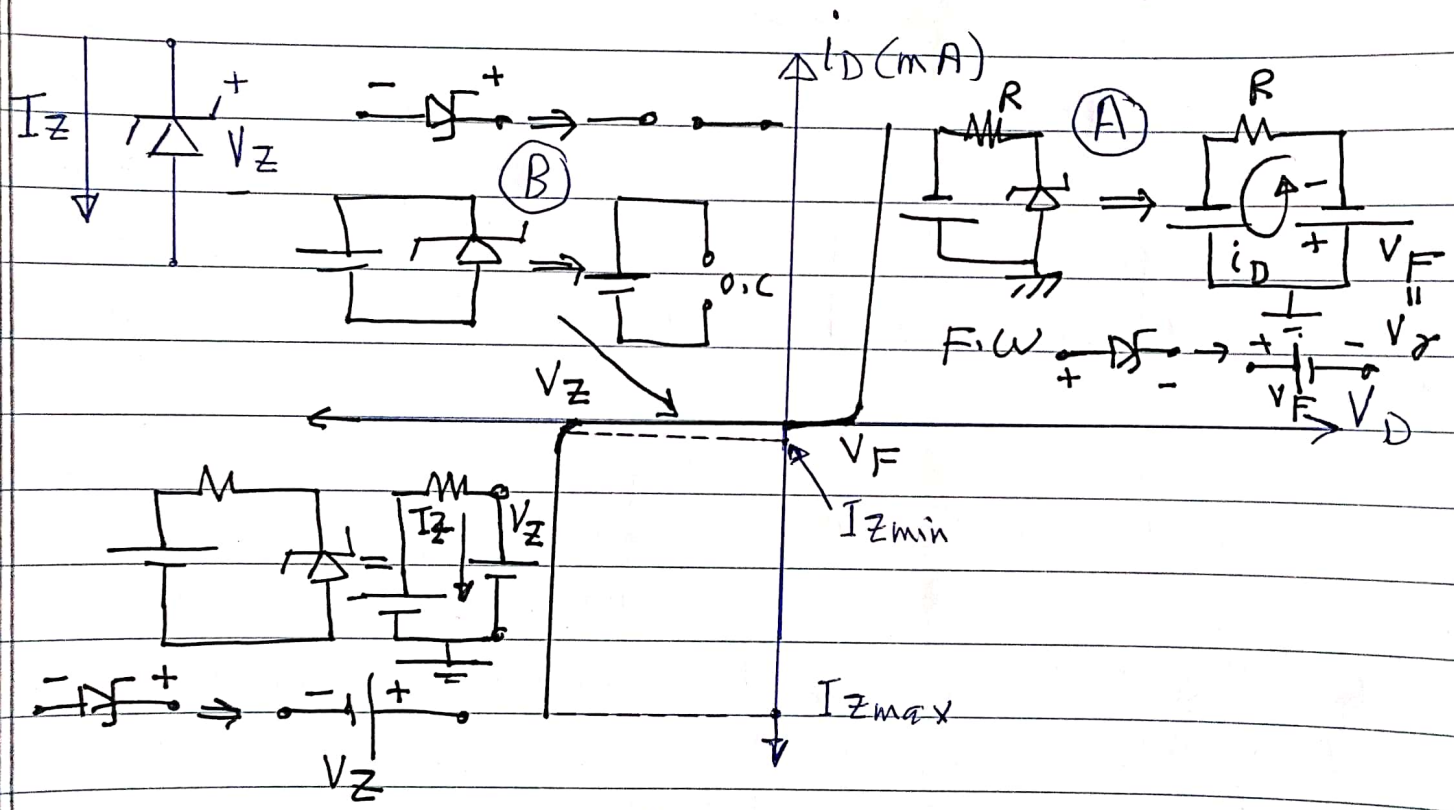 iD(mA)
Iz
+
Vz
-
- +
B
O.C
R
A
R
-
+
iD
VF
=
Vγ
F.W
+ -
+ -
VF
VD
Vz
VF
Izmin
Iz
Vz
=
- +
- +
Vz
Izmax